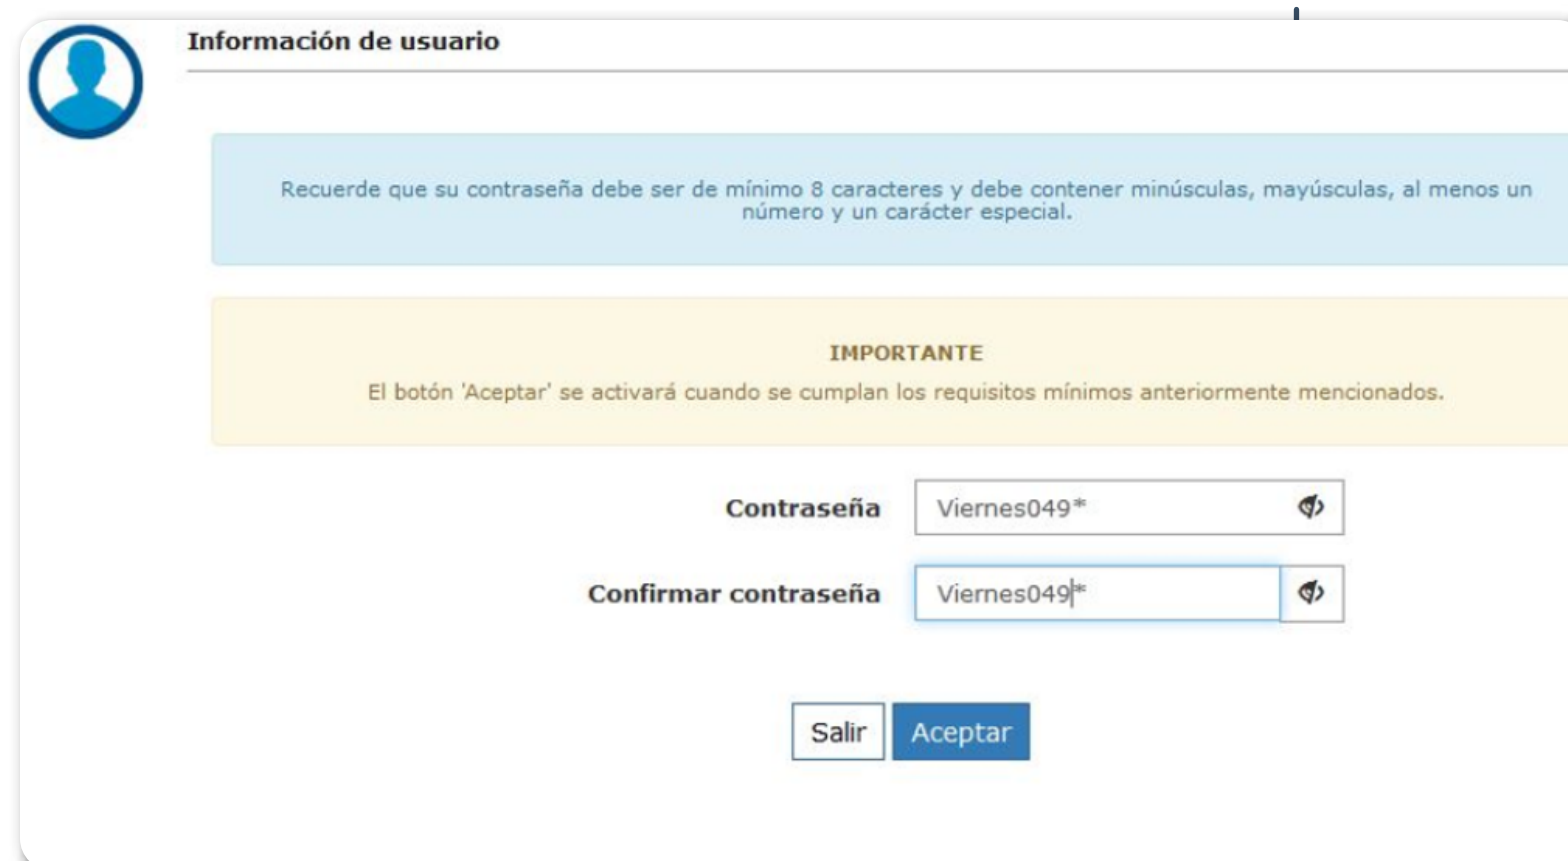 Información de usuario
Recuerde que su contraseña debe ser de mínimo 8 caracteres y debe contener minúsculas, mayúsculas, al menos un
número y un carácter especial.
IMPORTANTE
El botón 'Aceptar' se activará cuando se cumplan los requisitos mínimos anteriormente mencionados.
Contraseña Viernes049*
Confirmar contraseña Viernes049*
Salir Aceptar